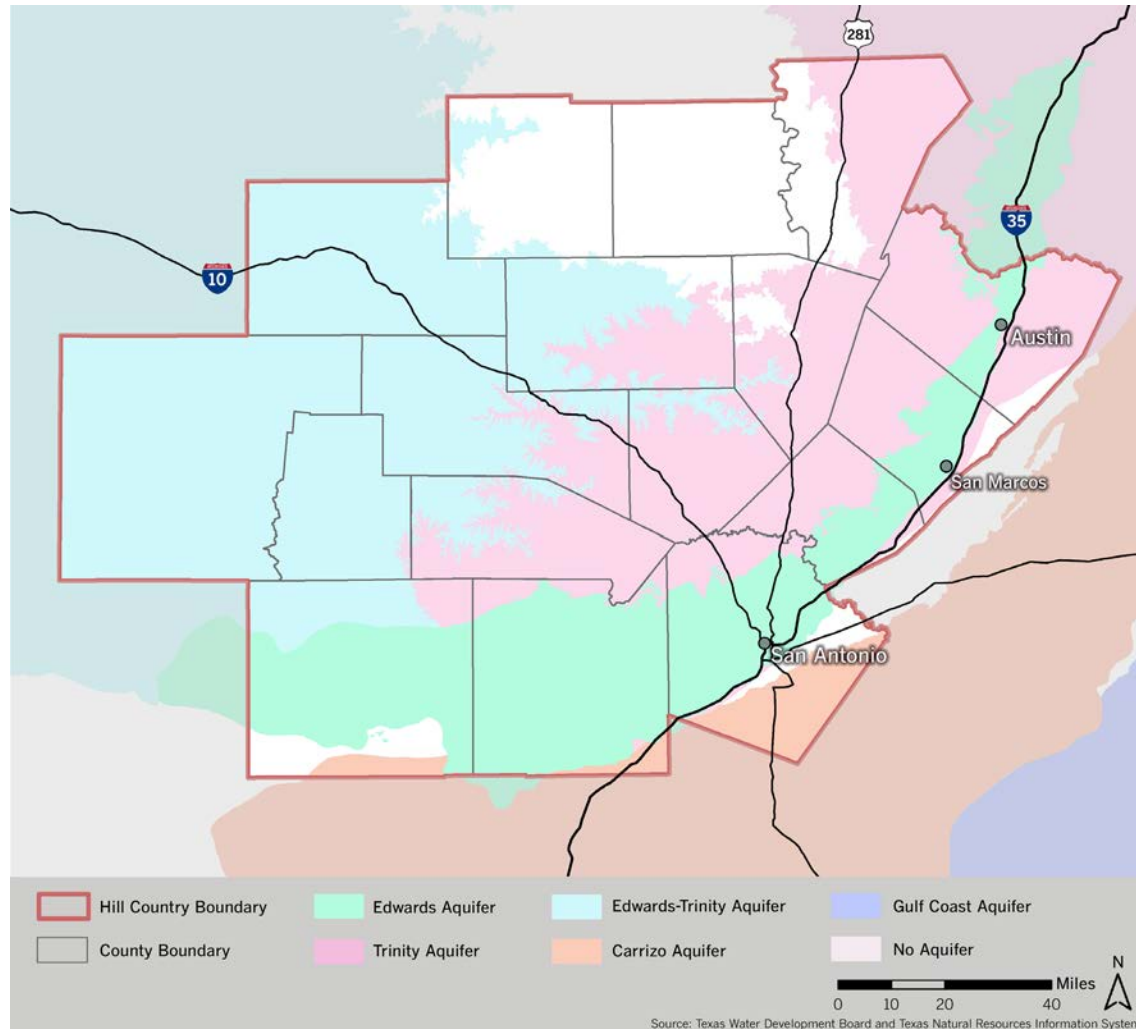 281
35
10
Austin
San Marcos
San Antonio
Hill Country Boundary
Edwards Aquifer
Edwards-Trinity Aquifer
Gulf Coast Aquifer
County Boundary
Trinity Aquifer
Carrizo Aquifer
No Aquifer
N
Miles
0 10 20 40
Source: Texas Water Development Board and Texas Natural Resources Information System